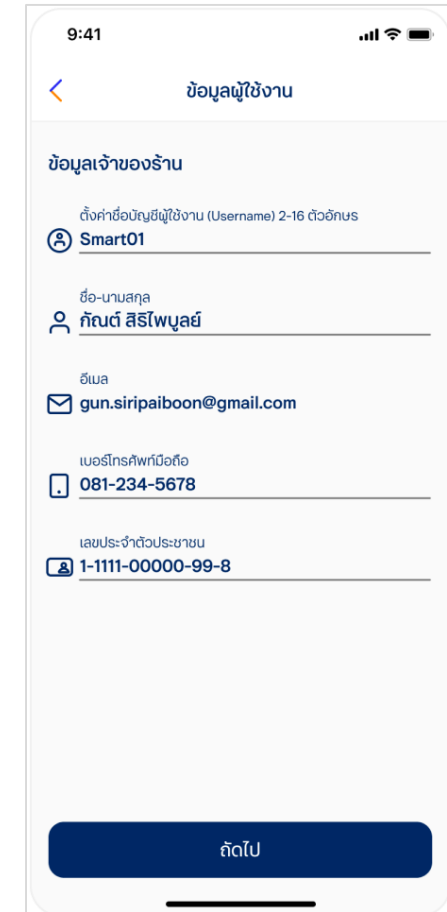 9:41
ข้อมูลผู้ใช้งาน
ข้อมูลเจ้าของร้าน
ตั้งค่าชื่อบัญชีผู้ใช้งาน (Username) 2-16 ตัวอักษร
Smart01
ชื่อ-นามสกุล
กัณต์ สิริไพบูลย์
อีเมล
gun.siripaiboon@gmail.com
เบอร์โทรศัพท์มือถือ
081-234-5678
เลขประจำตัวประชาชน
1-1111-00000-99-8
ถัดไป